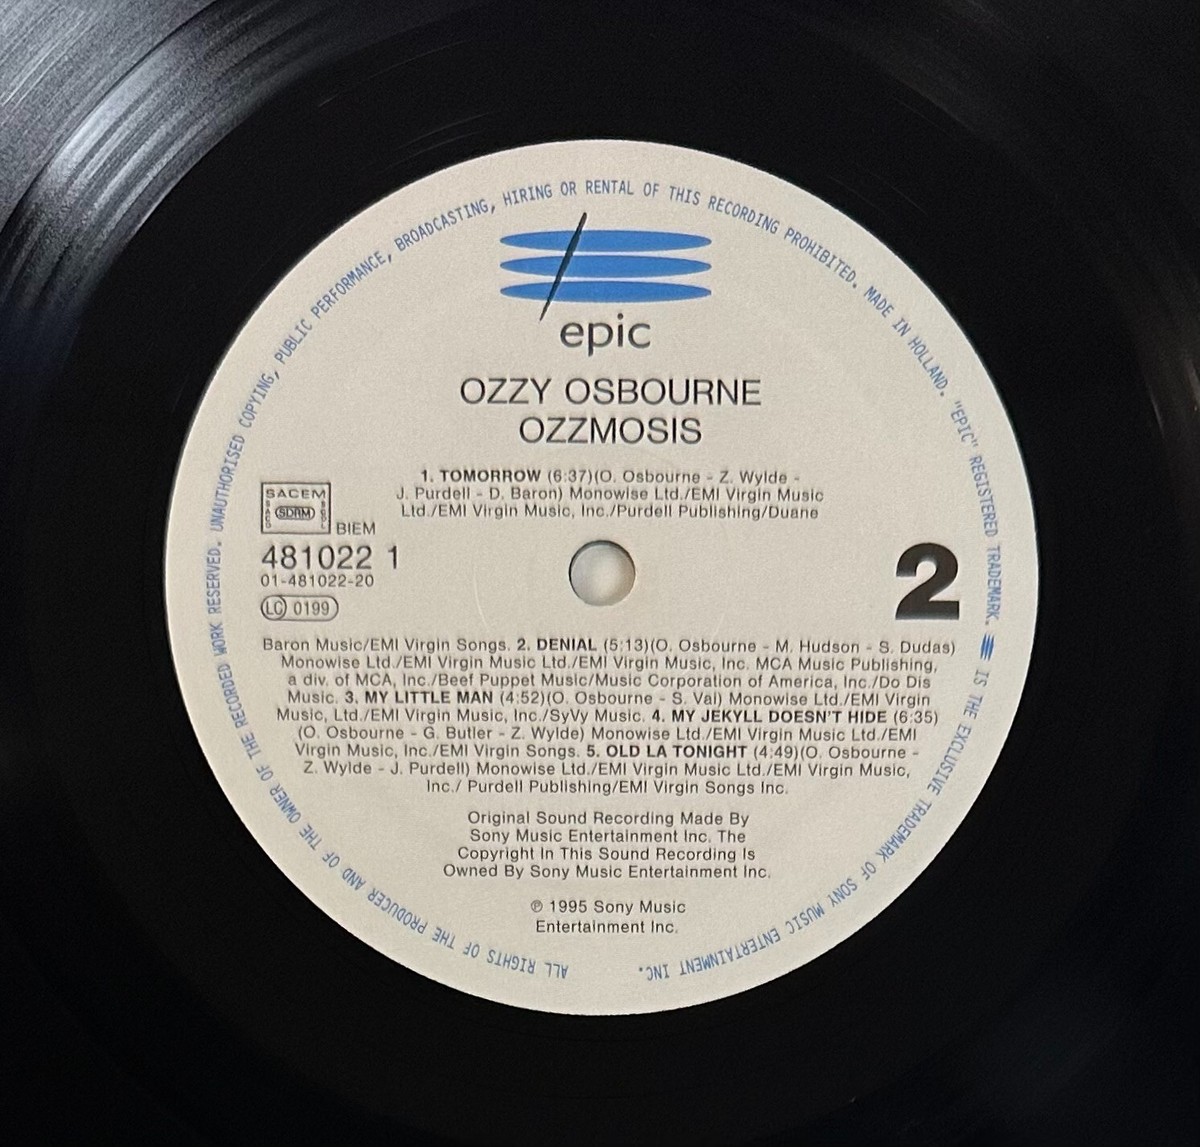 ALL RIGHTS OF THE PRODUCER AND OF THE OWNER OF THE RECORDED WORK RESERVED. UNAUTHORISED COPYING, PUBLIC PERFORMANCE, BROADCASTING, HIRING OR RENTAL OF THIS RECORDING PROHIBITED. MADE IN HOLLAND. "EPIC" REGISTERED TRADEMARK. IS THE EXCLUSIVE TRADEMARK OF SONY MUSIC ENTERTAINMENT INC.
epic
OZZY OSBOURNE
OZZMOSIS
1. TOMORROW (6:37)(O. Osbourne - Z. Wylde -
J. Purdell - D. Baron) Monowise Ltd./EMI Virgin Music
Ltd./EMI Virgin Music, Inc./Purdell Publishing/Duane
SACEM
SDRM
BIEM
481022 1
01-481022-20
LC 0199
2
Baron Music/EMI Virgin Songs. 2. DENIAL (5:13)(O. Osbourne - M. Hudson - S. Dudas)
Monowise Ltd./EMI Virgin Music Ltd./EMI Virgin Music, Inc. MCA Music Publishing,
a div. of MCA, Inc./Beef Puppet Music/Music Corporation of America, Inc./Do Dis
Music. 3. MY LITTLE MAN (4:52)(O. Osbourne - S. Vai) Monowise Ltd./EMI Virgin
Music, Ltd./EMI Virgin Music, Inc./SyVy Music. 4. MY JEKYLL DOESN'T HIDE (6:35)
(O. Osbourne - G. Butler - Z. Wylde) Monowise Ltd./EMI Virgin Music Ltd./EMI
Virgin Music, Inc./EMI Virgin Songs. 5. OLD LA TONIGHT (4:49)(O. Osbourne -
Z. Wylde - J. Purdell) Monowise Ltd./EMI Virgin Music Ltd./EMI Virgin Music,
Inc./ Purdell Publishing/EMI Virgin Songs Inc.
Original Sound Recording Made By
Sony Music Entertainment Inc. The
Copyright In This Sound Recording Is
Owned By Sony Music Entertainment Inc.
℗ 1995 Sony Music
Entertainment Inc.